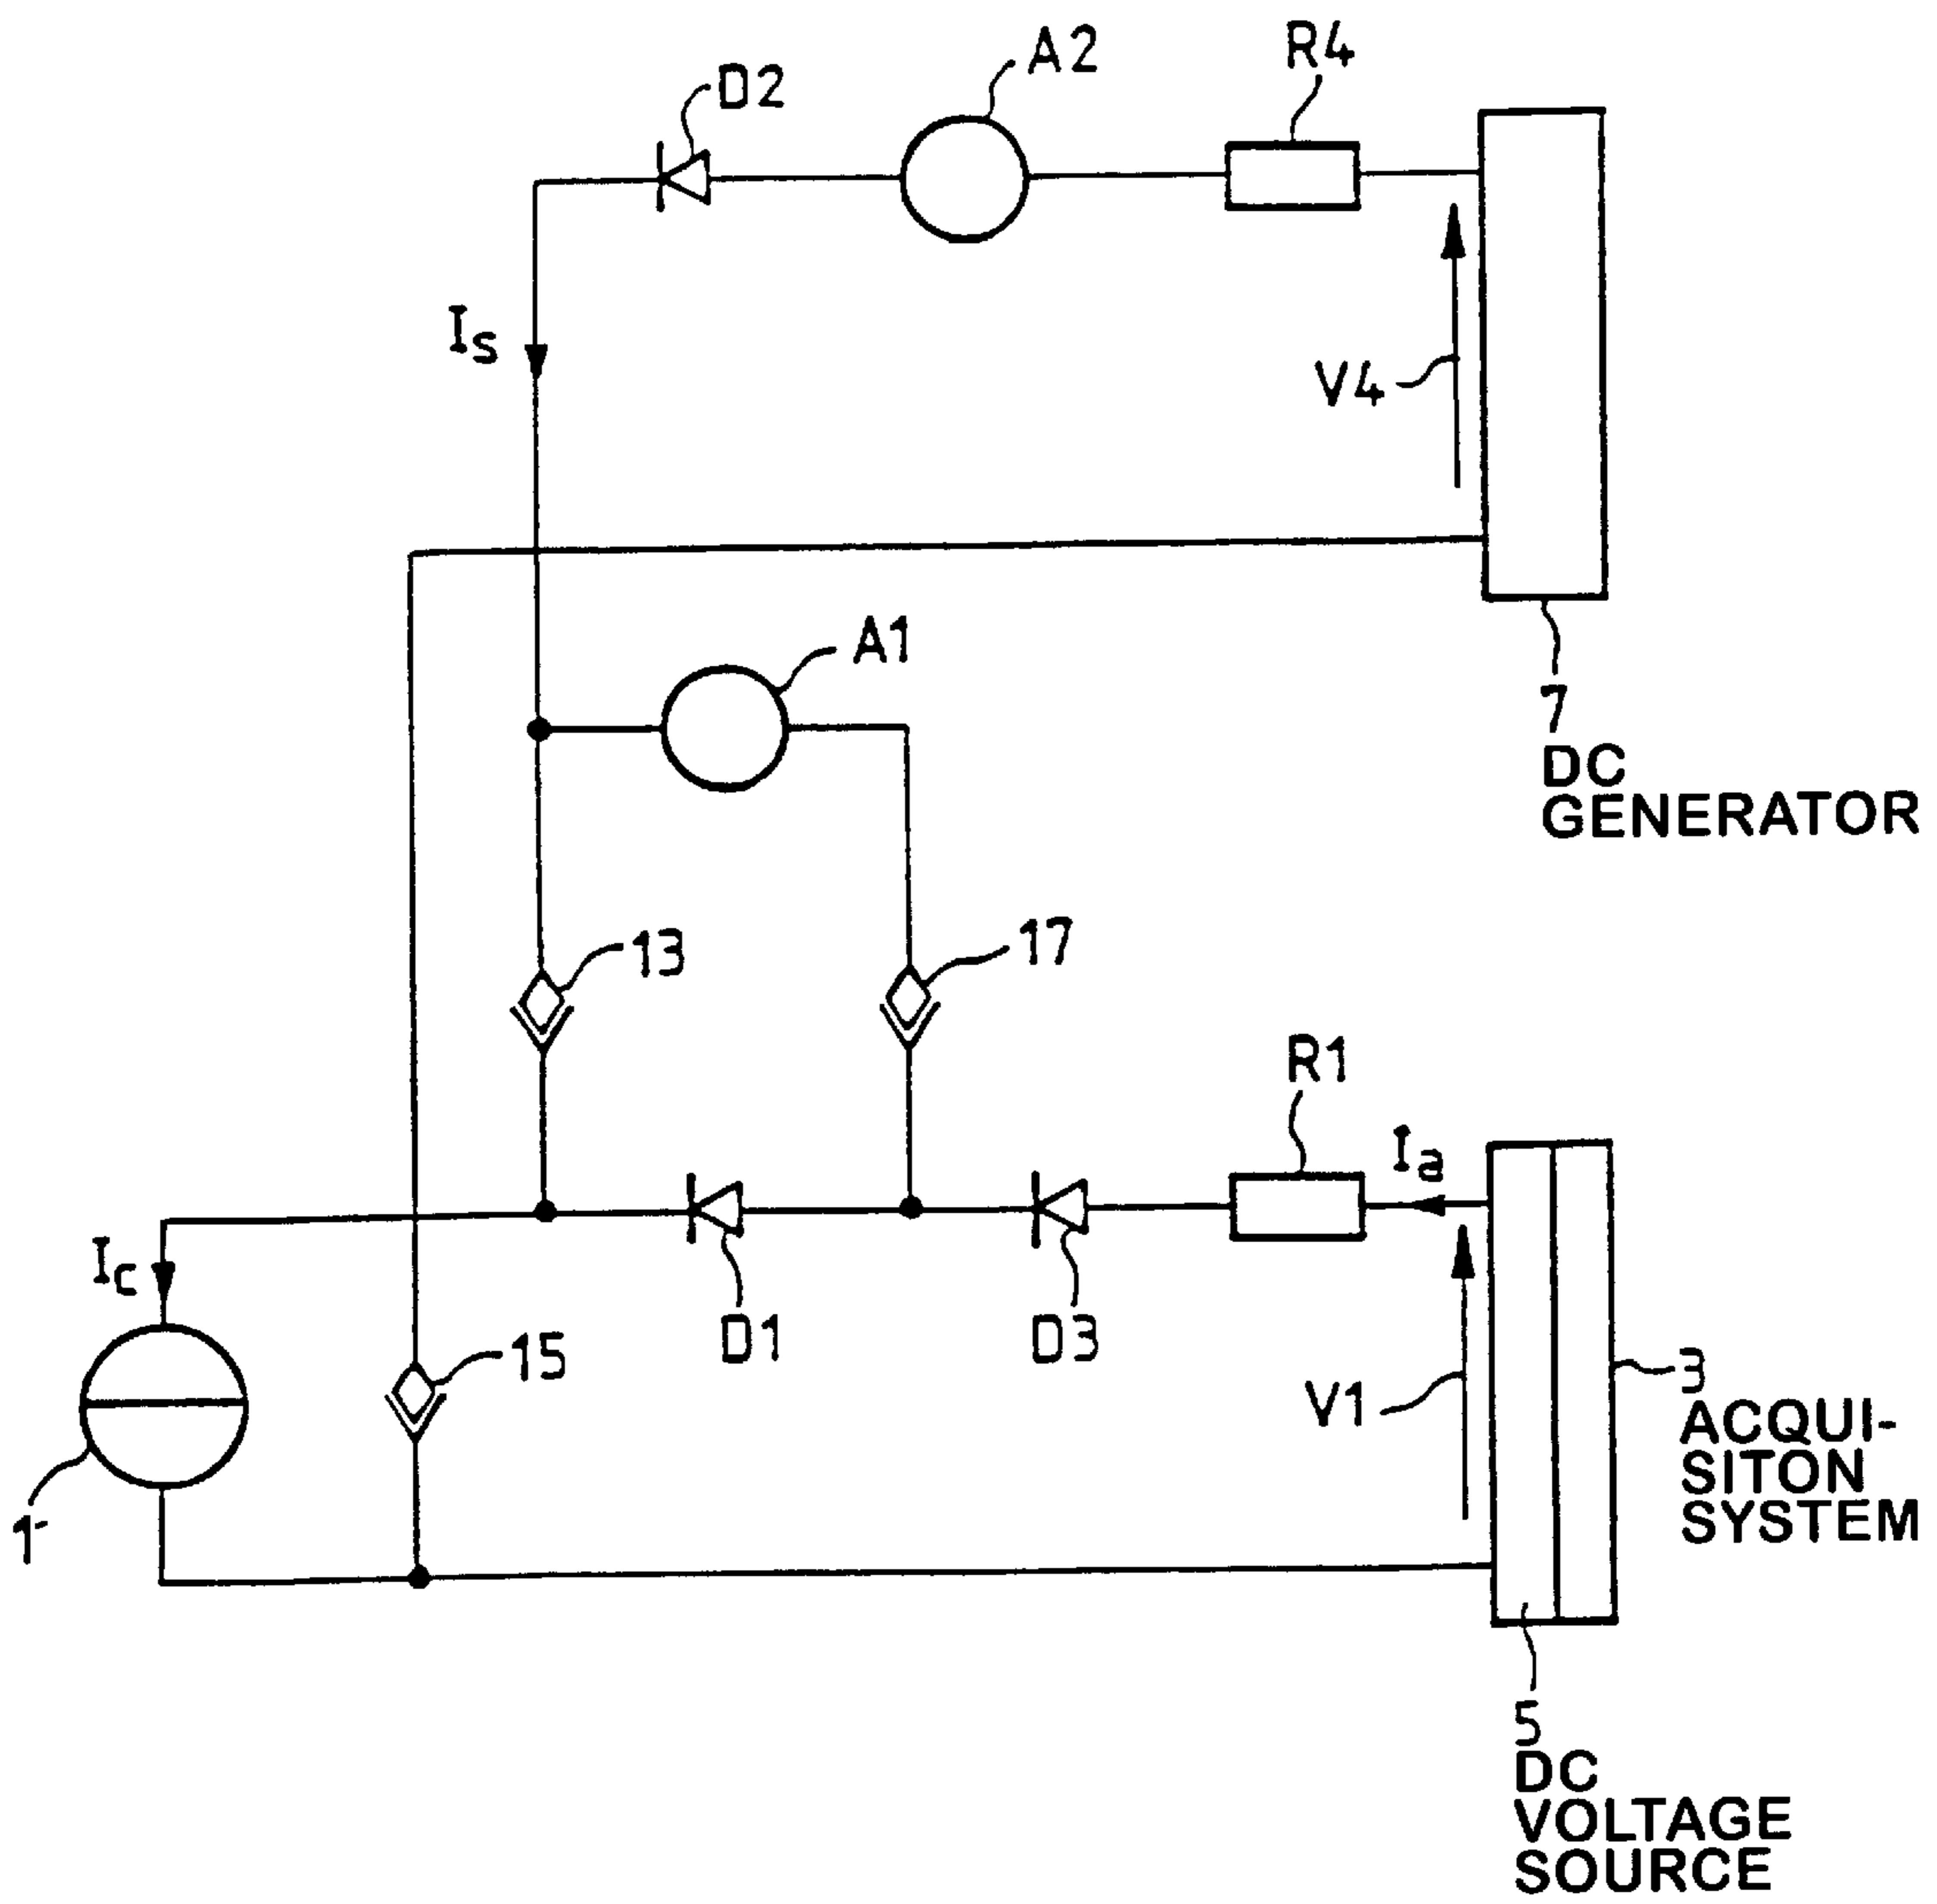 A2
R4
D2
Is
V4
A1
7
DC
GENERATOR
13
17
R1
Ia
Ic
D1
D3
15
V1
3
ACQUI-
SITON
SYSTEM
1
5
DC
VOLTAGE
SOURCE